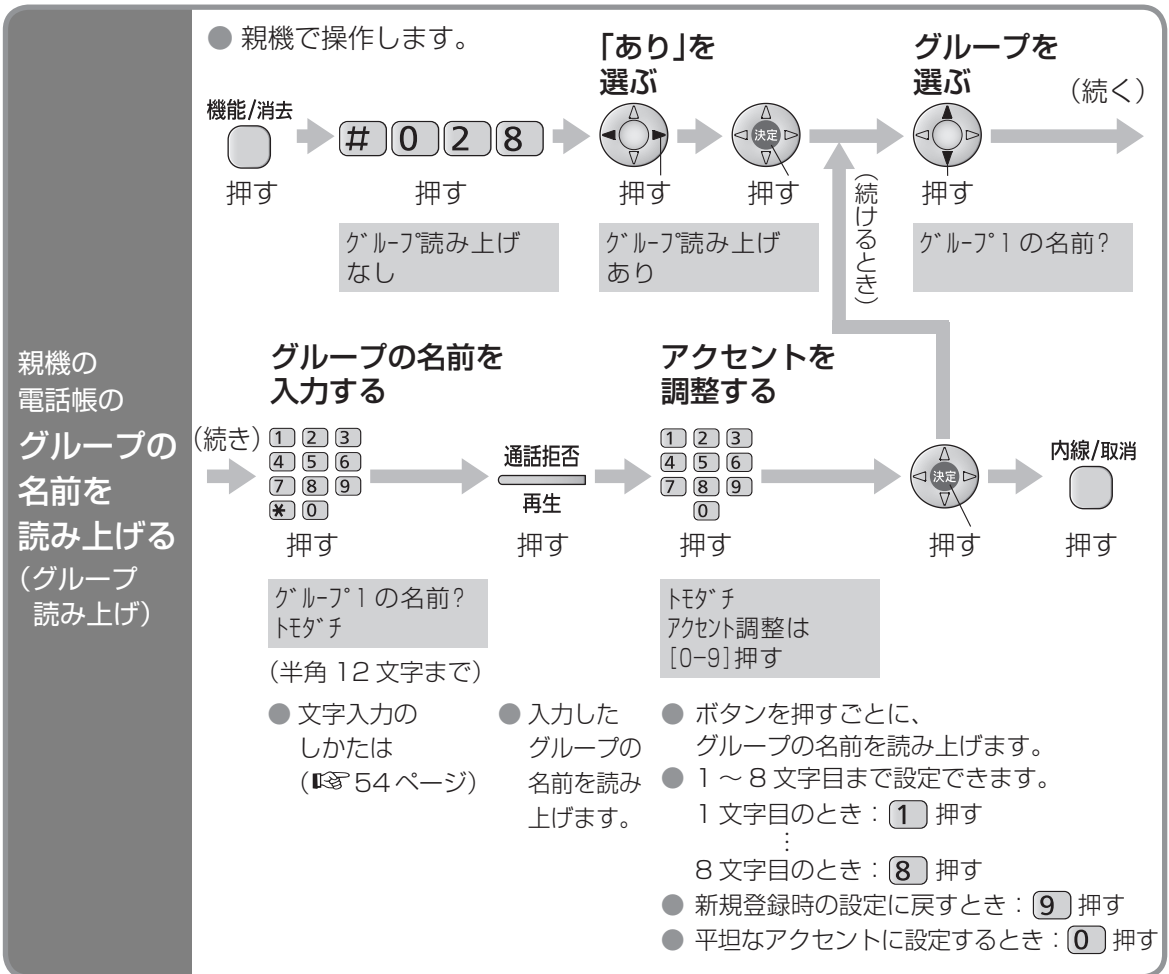 親機の
電話帳の
グループの
名前を
読み上げる
(グループ
読み上げ)
● 親機で操作します。
機能/消去
押す
# 0 2 8
押す
ｸﾞﾙｰﾌﾟ読み上げ
なし
「あり」を
選ぶ
押す
ｸﾞﾙｰﾌﾟ読み上げ
あり
決定
押す
(続けるとき)
グループを
選ぶ
押す
ｸﾞﾙｰﾌﾟ1の名前?
(続く)
(続き)
グループの名前を
入力する
1 2 3
4 5 6
7 8 9
* 0
押す
ｸﾞﾙｰﾌﾟ1の名前?
ﾄﾓﾀﾞﾁ
(半角 12 文字まで)
● 文字入力の
しかたは
(☞ 54 ページ)
通話拒否
再生
押す
● 入力した
グループの
名前を読み
上げます。
アクセントを
調整する
1 2 3
4 5 6
7 8 9
0
押す
ﾄﾓﾀﾞﾁ
ｱｸｾﾝﾄ調整は
[0-9]押す
● ボタンを押すごとに、
グループの名前を読み上げます。
● 1 ～ 8 文字目まで設定できます。
1 文字目のとき：1 押す
⋮
8 文字目のとき：8 押す
● 新規登録時の設定に戻すとき：9 押す
● 平坦なアクセントに設定するとき：0 押す
決定
押す
内線/取消
押す